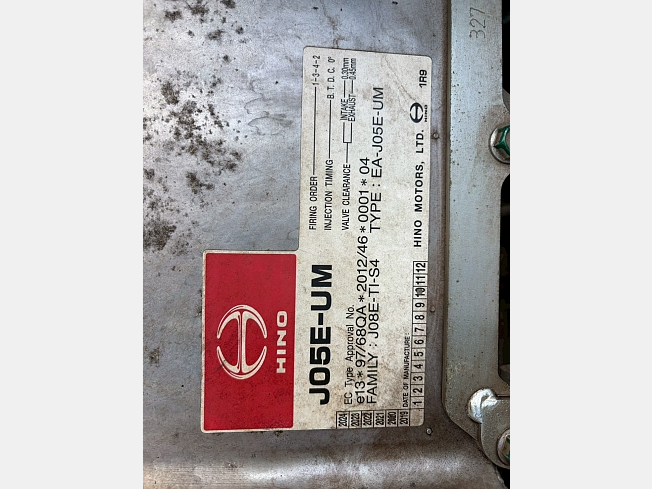 HINO
J05E-UM
FIRING ORDER 1-3-4-2
INJECTION TIMING B.T.D.C. 0°
VALVE CLEARANCE INTAKE 0.30mm
EXHAUST 0.45mm
EC Type Approval No.
e13*97/68QA*2012/46*0001*04
FAMILY : J08E-TI-S4 TYPE : EA-J05E-UM
2024 2023 2022 2021 2020 2019
DATE OF MANUFACTURE
1 2 3 4 5 6 7 8 9 10 11 12
HINO MOTORS, LTD.
1R9
327